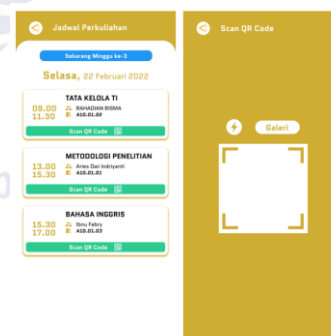 Jadwal Perkuliahan
Sekarang Minggu ke-3
Selasa, 22 Februari 2022
TATA KELOLA TI
09.00
RAHADIAN BISMA
11.30
A10.01.02
Scan QR Code
METODOLOGI PENELITIAN
13.00
Aries Dwi Indriyanti
15.30
A10.01.01
Scan QR Code
BAHASA INGGRIS
15.30
Ibnu Febry
17.00
A10.01.03
Scan QR Code
Scan QR Code
Galeri